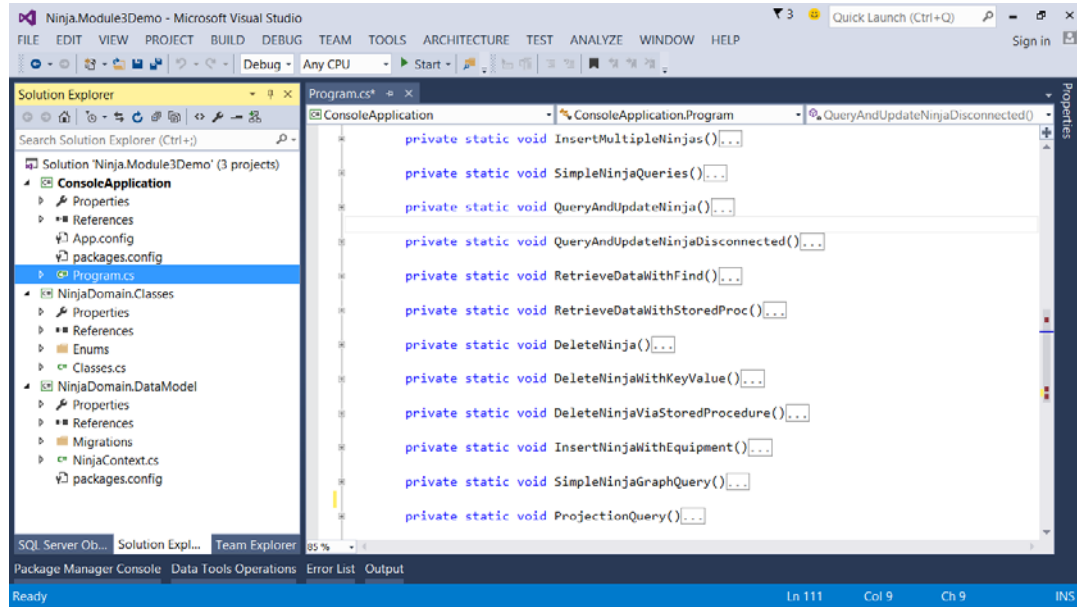 Ninja.Module3Demo - Microsoft Visual Studio
3
Quick Launch (Ctrl+Q)
FILE EDIT VIEW PROJECT BUILD DEBUG TEAM TOOLS ARCHITECTURE TEST ANALYZE WINDOW HELP
Sign in
Debug Any CPU Start
Solution Explorer
Search Solution Explorer (Ctrl+;)
Solution 'Ninja.Module3Demo' (3 projects)
ConsoleApplication
Properties
References
App.config
packages.config
Program.cs
NinjaDomain.Classes
Properties
References
Enums
Classes.cs
NinjaDomain.DataModel
Properties
References
Migrations
NinjaContext.cs
packages.config
SQL Server Ob... Solution Expl... Team Explorer
Program.cs*
ConsoleApplication ConsoleApplication.Program QueryAndUpdateNinjaDisconnected()
private static void InsertMultipleNinjas()...
private static void SimpleNinjaQueries()...
private static void QueryAndUpdateNinja()...
private static void QueryAndUpdateNinjaDisconnected()...
private static void RetrieveDataWithFind()...
private static void RetrieveDataWithStoredProc()...
private static void DeleteNinja()...
private static void DeleteNinjaWithKeyValue()...
private static void DeleteNinjaViaStoredProcedure()...
private static void InsertNinjaWithEquipment()...
private static void SimpleNinjaGraphQuery()...
private static void ProjectionQuery()...
85 %
Properties
Package Manager Console Data Tools Operations Error List Output
Ready Ln 111 Col 9 Ch 9 INS